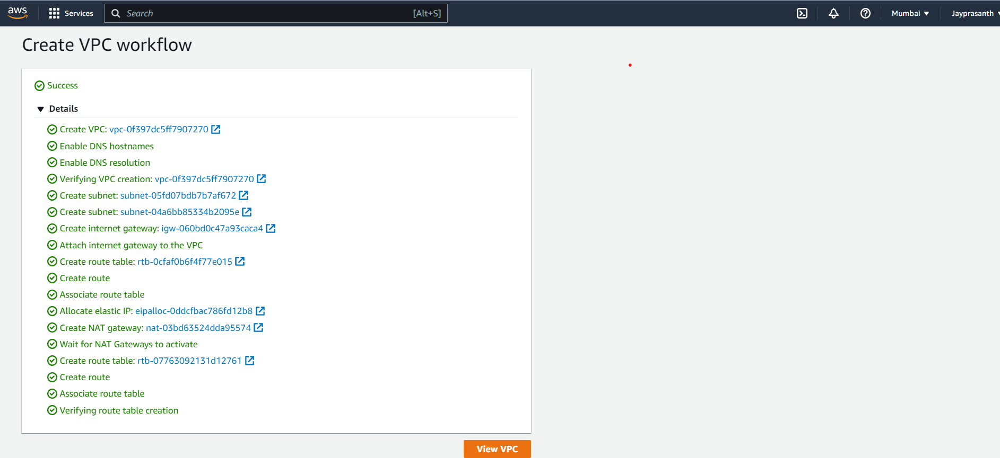 aws Services Search [Alt+S] Mumbai Jayprasanth
Create VPC workflow
Success
Details
Create VPC: vpc-0f397dc5ff7907270
Enable DNS hostnames
Enable DNS resolution
Verifying VPC creation: vpc-0f397dc5ff7907270
Create subnet: subnet-05fd07bdb7b7af672
Create subnet: subnet-04a6bb85334b2095e
Create internet gateway: igw-060bd0c47a93caca4
Attach internet gateway to the VPC
Create route table: rtb-0cfaf0b6f4f77e015
Create route
Associate route table
Allocate elastic IP: eipalloc-0ddcfbac786fd12b8
Create NAT gateway: nat-03bd63524dda95574
Wait for NAT Gateways to activate
Create route table: rtb-07763092131d12761
Create route
Associate route table
Verifying route table creation
View VPC